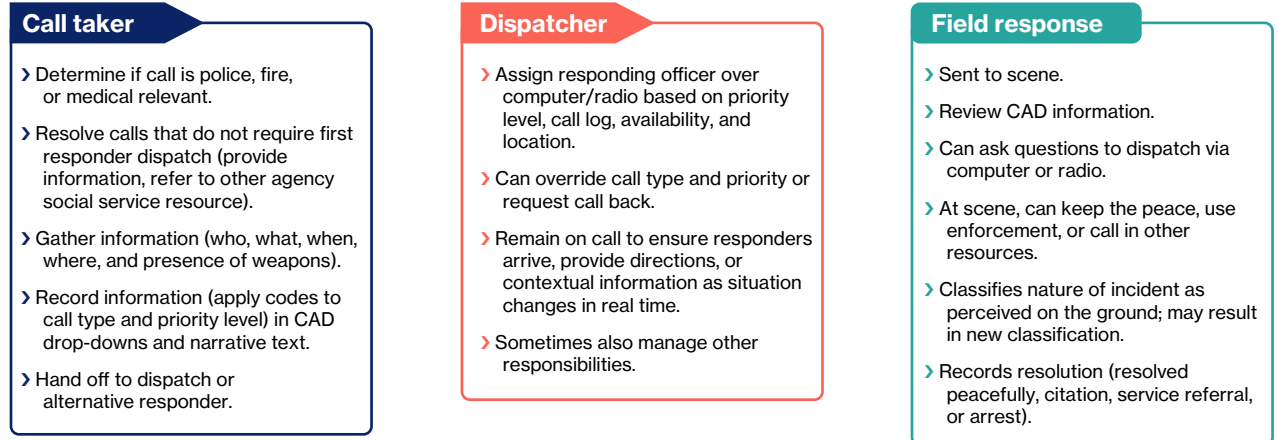 Call taker
› Determine if call is police, fire,
or medical relevant.
› Resolve calls that do not require first
responder dispatch (provide
information, refer to other agency
social service resource).
› Gather information (who, what, when,
where, and presence of weapons).
› Record information (apply codes to
call type and priority level) in CAD
drop-downs and narrative text.
› Hand off to dispatch or
alternative responder.
Dispatcher
› Assign responding officer over
computer/radio based on priority
level, call log, availability, and
location.
› Can override call type and priority or
request call back.
› Remain on call to ensure responders
arrive, provide directions, or
contextual information as situation
changes in real time.
› Sometimes also manage other
responsibilities.
Field response
› Sent to scene.
› Review CAD information.
› Can ask questions to dispatch via
computer or radio.
› At scene, can keep the peace, use
enforcement, or call in other
resources.
› Classifies nature of incident as
perceived on the ground; may result
in new classification.
› Records resolution (resolved
peacefully, citation, service referral,
or arrest).